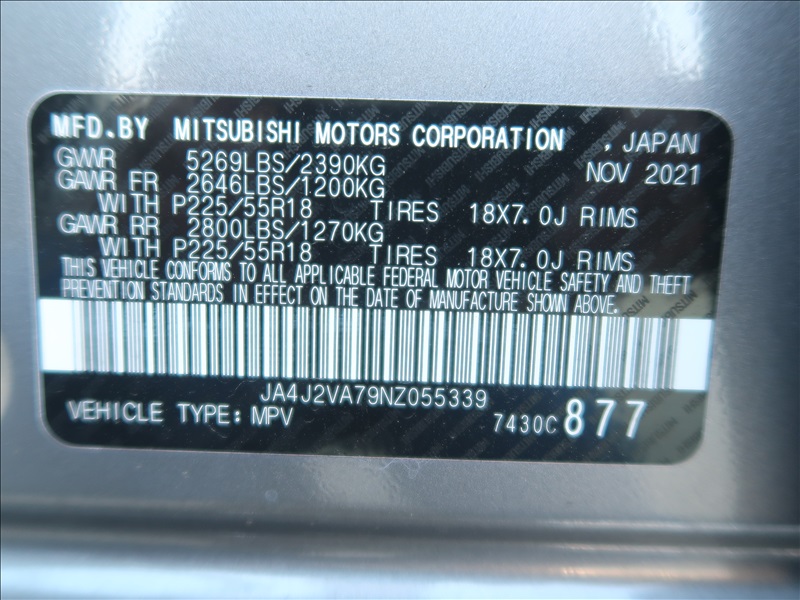 MFD.BY MITSUBISHI MOTORS CORPORATION . JAPAN
GVWR 5269LBS/2390KG NOV 2021
GAWR FR 2646LBS/1200KG
WITH P225/55R18 TIRES 18X7.0J RIMS
GAWR RR 2800LBS/1270KG
WITH P225/55R18 TIRES 18X7.0J RIMS
THIS VEHICLE CONFORMS TO ALL APPLICABLE FEDERAL MOTOR VEHICLE SAFETY AND THEFT
PREVENTION STANDARDS IN EFFECT ON THE DATE OF MANUFACTURE SHOWN ABOVE.
JA4J2VA79NZ055339
VEHICLE TYPE: MPV 7430C 877